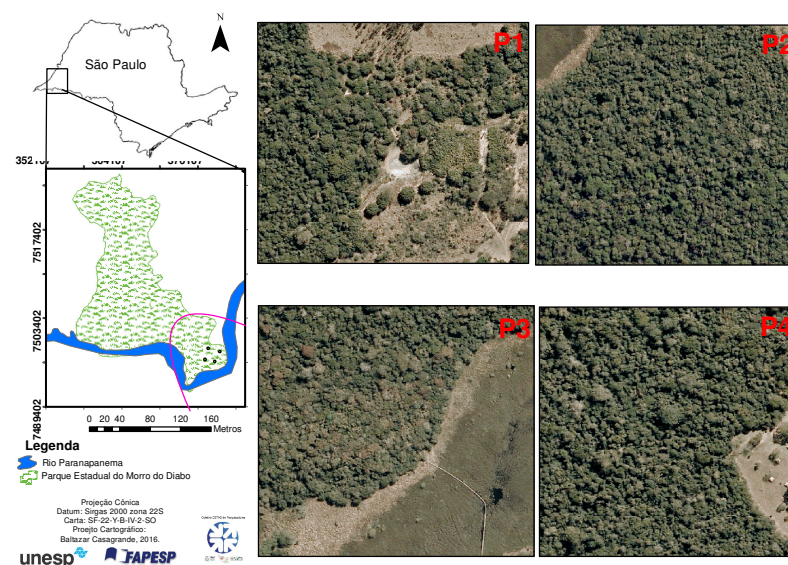 N
São Paulo
P1
P2
P3
P4
7517402
7503402
7489402
0 20 40 80 120 160
Metros
Legenda
Rio Paranapanema
Parque Estadual do Morro do Diabo
Projeção Cônica
Datum: Sirgas 2000 zona 22S
Carta: SF-22-Y-B-IV-2-SO
Proejto Cartográfico:
Baltazar Casagrande, 2016.
unesp
FAPESP